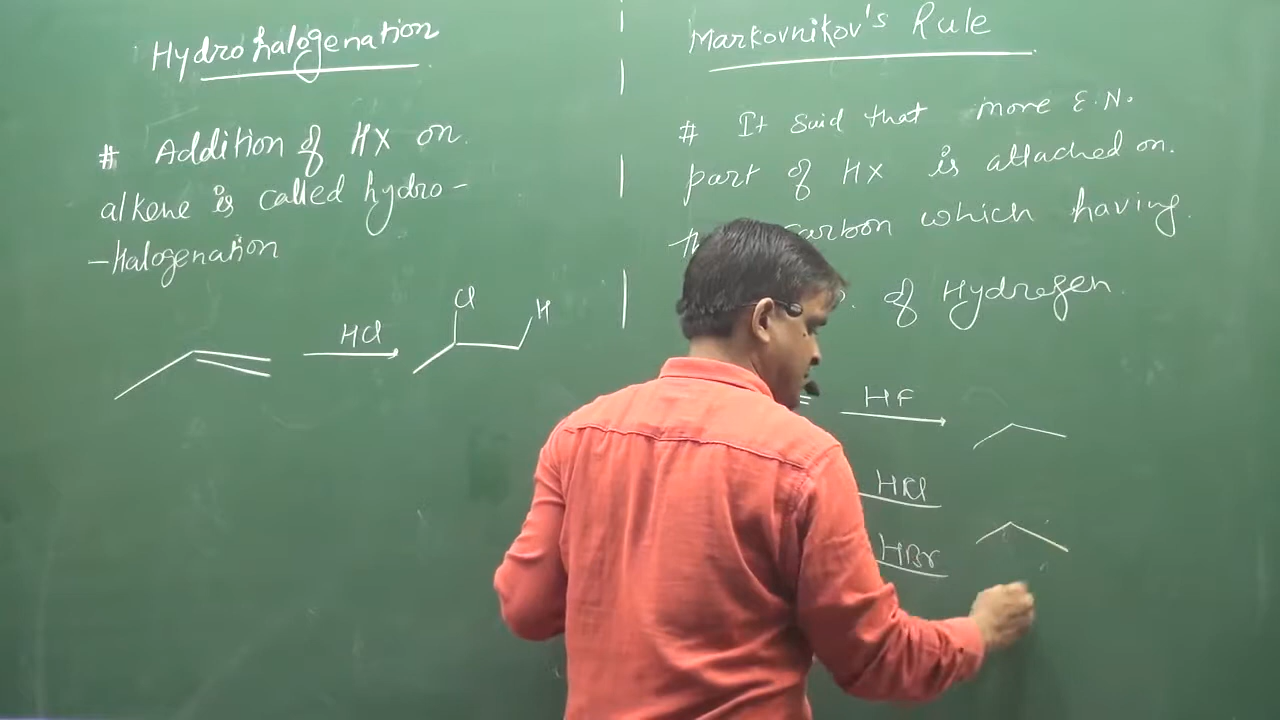 Hydrohalogenation
# Addition of HX on
alkene is called hydro-
-Halogenation
HCl
Cl
H
Markovnikov's Rule
# It said that more E.N.
part of HX is attached on.
carbon which having
of Hydrogen.
HF
HCl
HBr